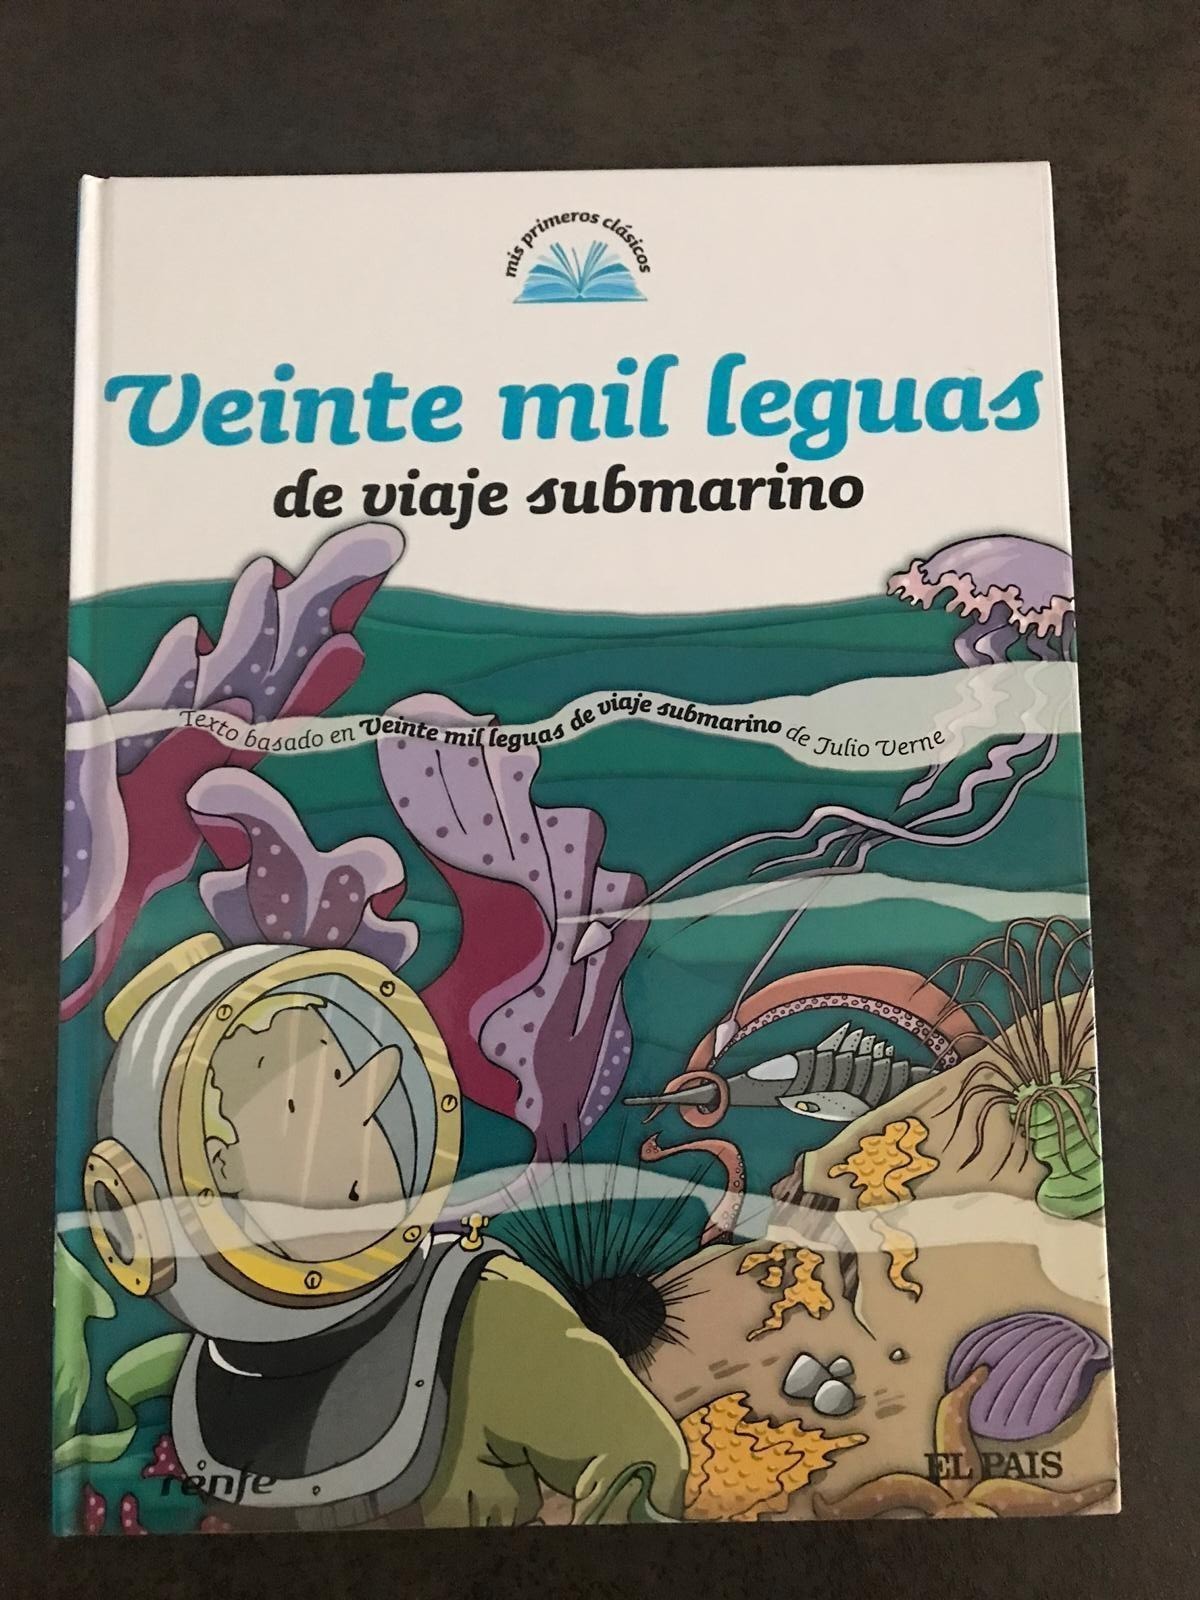 mis primeros clásicos
Veinte mil leguas
de viaje submarino
Texto basado en Veinte mil leguas de viaje submarino de Julio Verne
renfe
EL PAIS